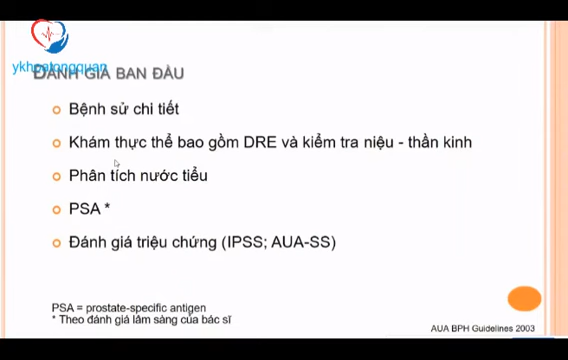 ykhoatongquan
ĐÁNH GIÁ BAN ĐẦU
Bệnh sử chi tiết
Khám thực thể bao gồm DRE và kiểm tra niệu - thần kinh
Phân tích nước tiểu
PSA *
Đánh giá triệu chứng (IPSS; AUA-SS)
PSA = prostate-specific antigen
* Theo đánh giá lâm sàng của bác sĩ
AUA BPH Guidelines 2003